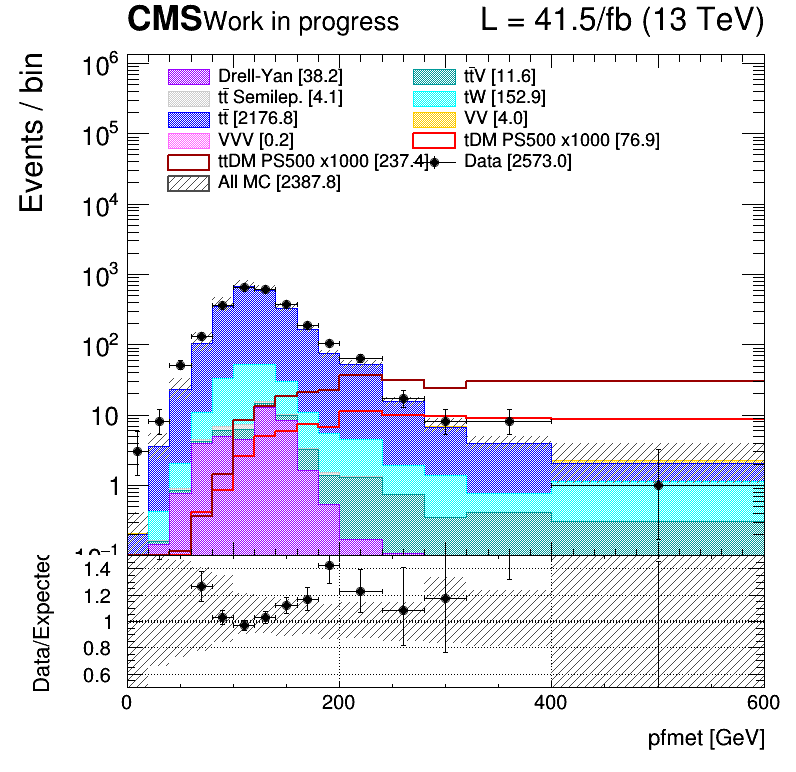 CMS Work in progress L = 41.5/fb (13 TeV)
Events / bin
10⁶
10⁵
10⁴
10³
10²
10
1
10⁻¹
Drell-Yan [38.2] tt̄V [11.6]
tt̄ Semilep. [4.1] tW [152.9]
tt̄ [2176.8] VV [4.0]
VVV [0.2] tDM PS500 x1000 [76.9]
ttDM PS500 x1000 [237.4] Data [2573.0]
All MC [2387.8]
Data/Expected
1.4
1.2
1
0.8
0.6
0 200 400 600
pfmet [GeV]